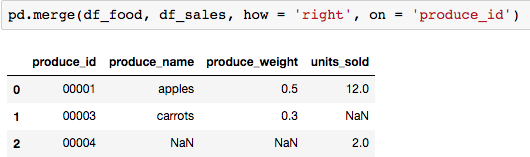 pd.merge(df_food, df_sales, how = 'right', on = 'produce_id')
produce_id produce_name produce_weight units_sold
0 00001 apples 0.5 12.0
1 00003 carrots 0.3 NaN
2 00004 NaN NaN 2.0